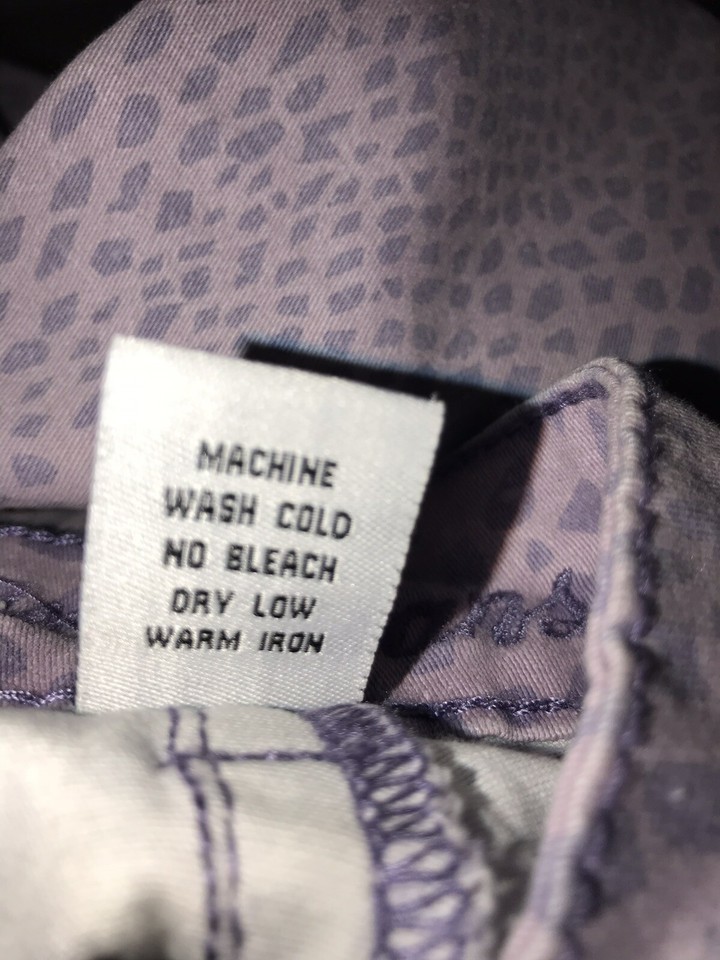 MACHINE
WASH COLD
NO BLEACH
DRY LOW
WARM IRON